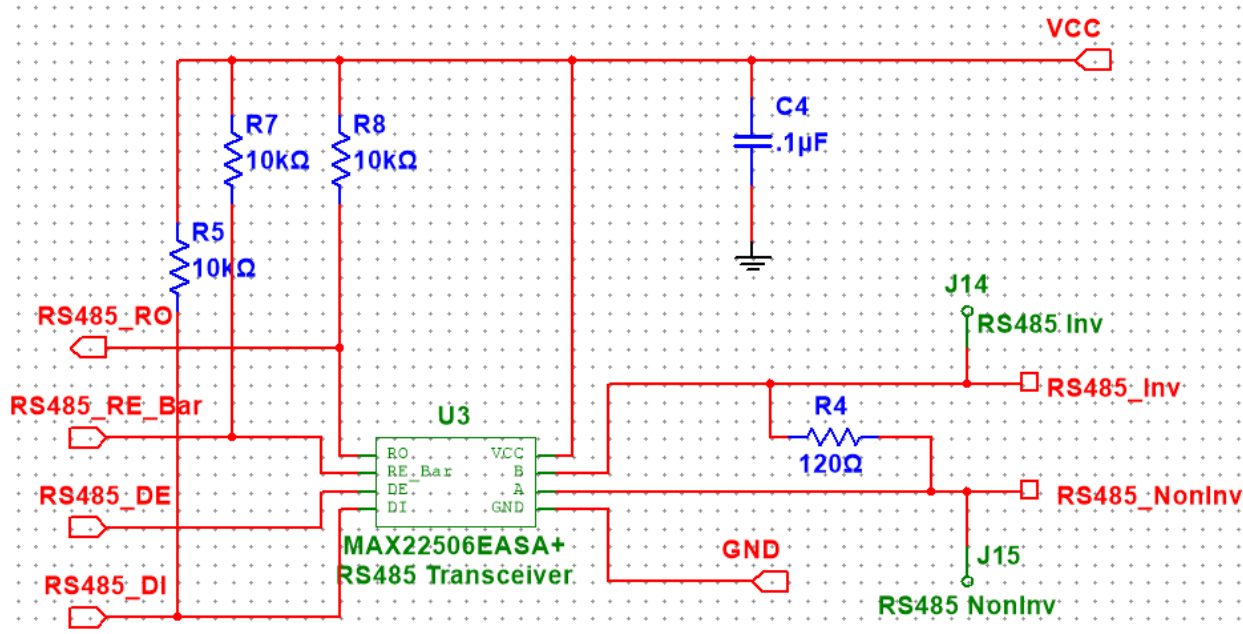 VCC
C4
.1µF
R7
10kΩ
R8
10kΩ
R5
10kΩ
RS485_RO
J14
RS485 Inv
RS485_RE_Bar
RS485_Inv
U3
R4
120Ω
RO
RE_Bar
DE
DI
VCC
B
A
GND
RS485_DE
RS485_NonInv
MAX22506EASA+
RS485 Transceiver
GND
J15
RS485 NonInv
RS485_DI